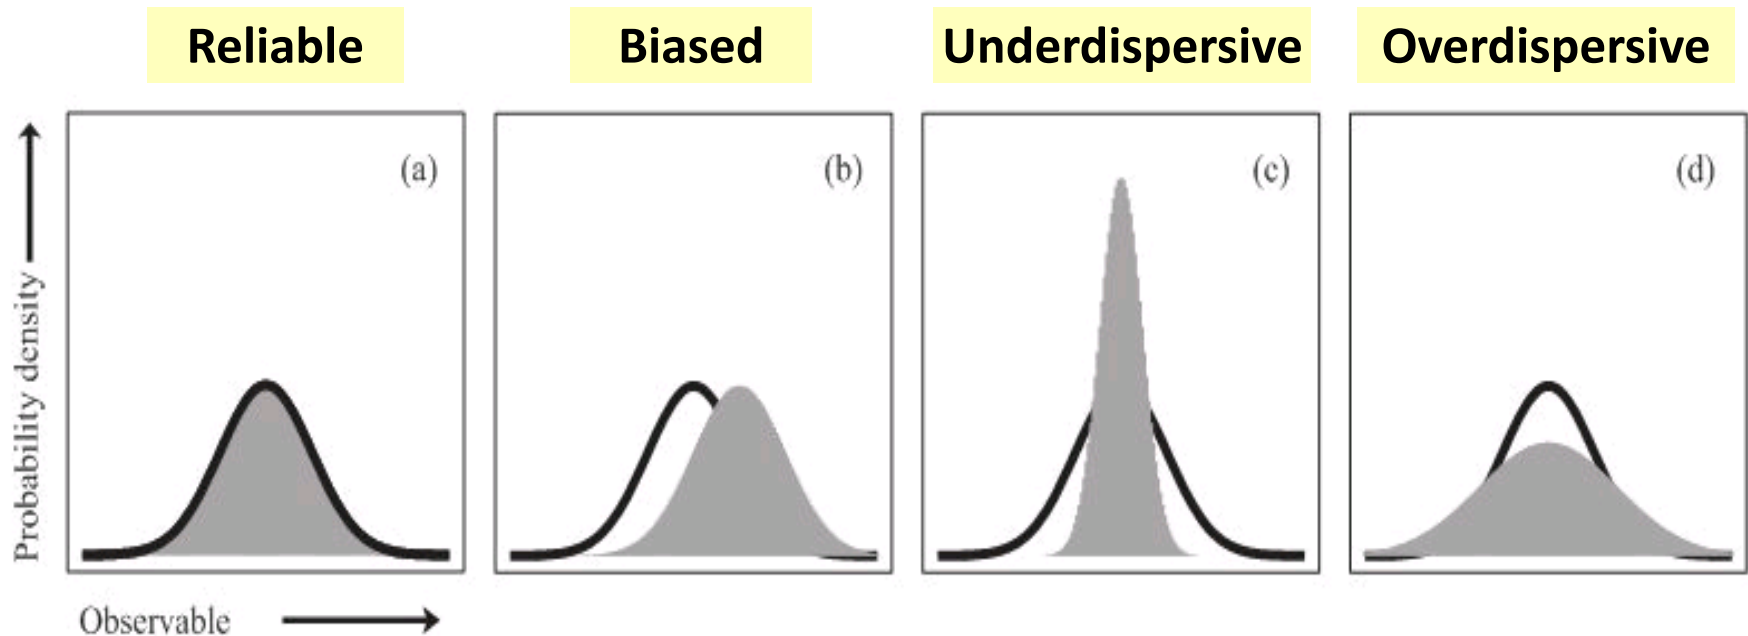 Reliable
Biased
Underdispersive
Overdispersive
(a)
(b)
(c)
(d)
Probability density
Observable